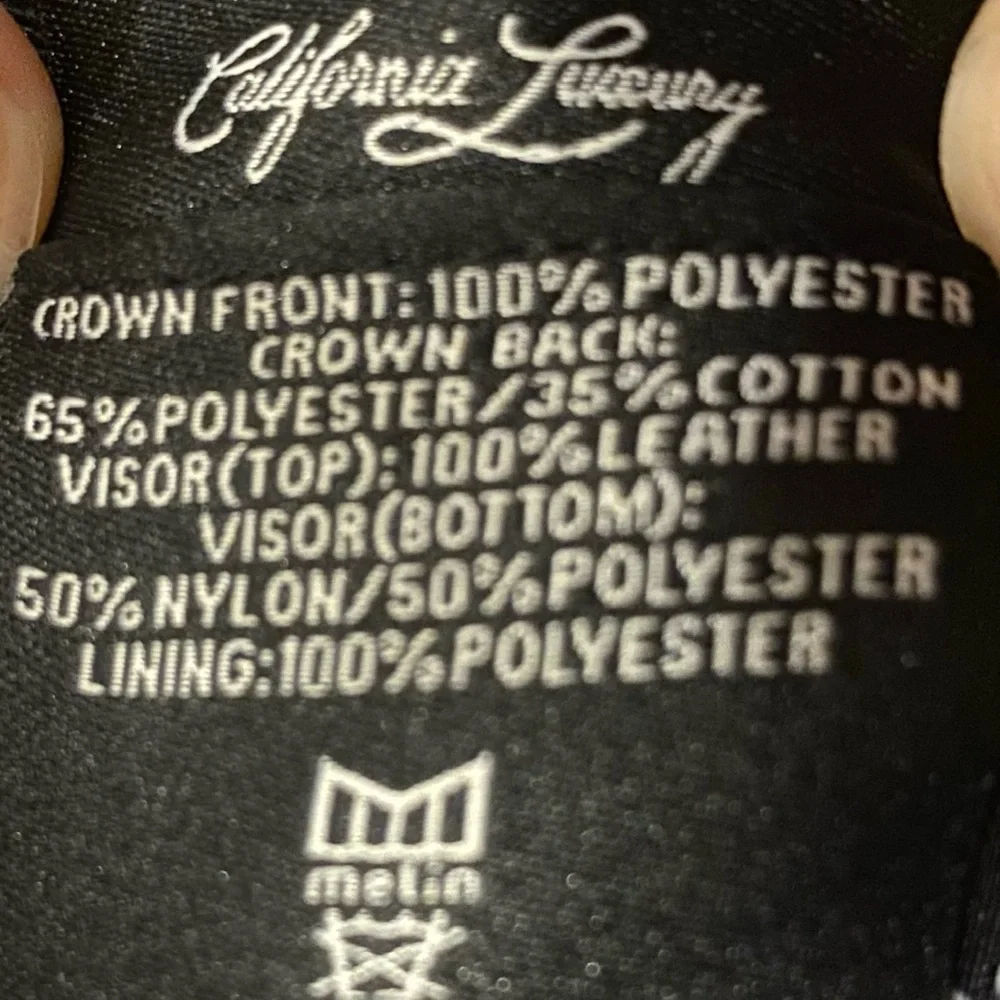 California Luxury
CROWN FRONT: 100% POLYESTER
CROWN BACK:
65% POLYESTER/35% COTTON
VISOR(TOP): 100% LEATHER
VISOR(BOTTOM):
50% NYLON/50% POLYESTER
LINING:100% POLYESTER
melin